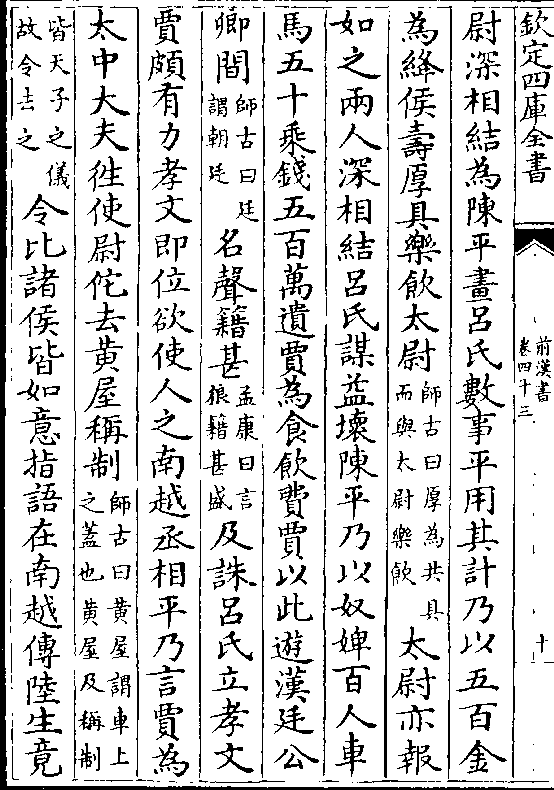 欽定四庫全書
前漢書
卷四十三
十
尉深相結為陳平畫呂氏數事平用其計乃以五百金
為絳侯壽厚具樂飲太尉師古曰厚為共具而與太尉樂飲太尉亦報
如之兩人深相結呂氏謀益壞陳平乃以奴婢百人車
馬五十乘錢五百萬遺賈為食飲費賈以此遊漢廷公
卿間師古曰廷謂朝廷名聲籍甚孟康曰言狼籍甚盛及誅呂氏立孝文
賈頗有力孝文即位欲使人之南越丞相平乃言賈為
太中大夫徃使尉佗去黄屋稱制師古曰黄屋謂車上之蓋也黄屋及稱制
皆天子之儀故令去之令比諸侯皆如意指語在南越傳陸生竟